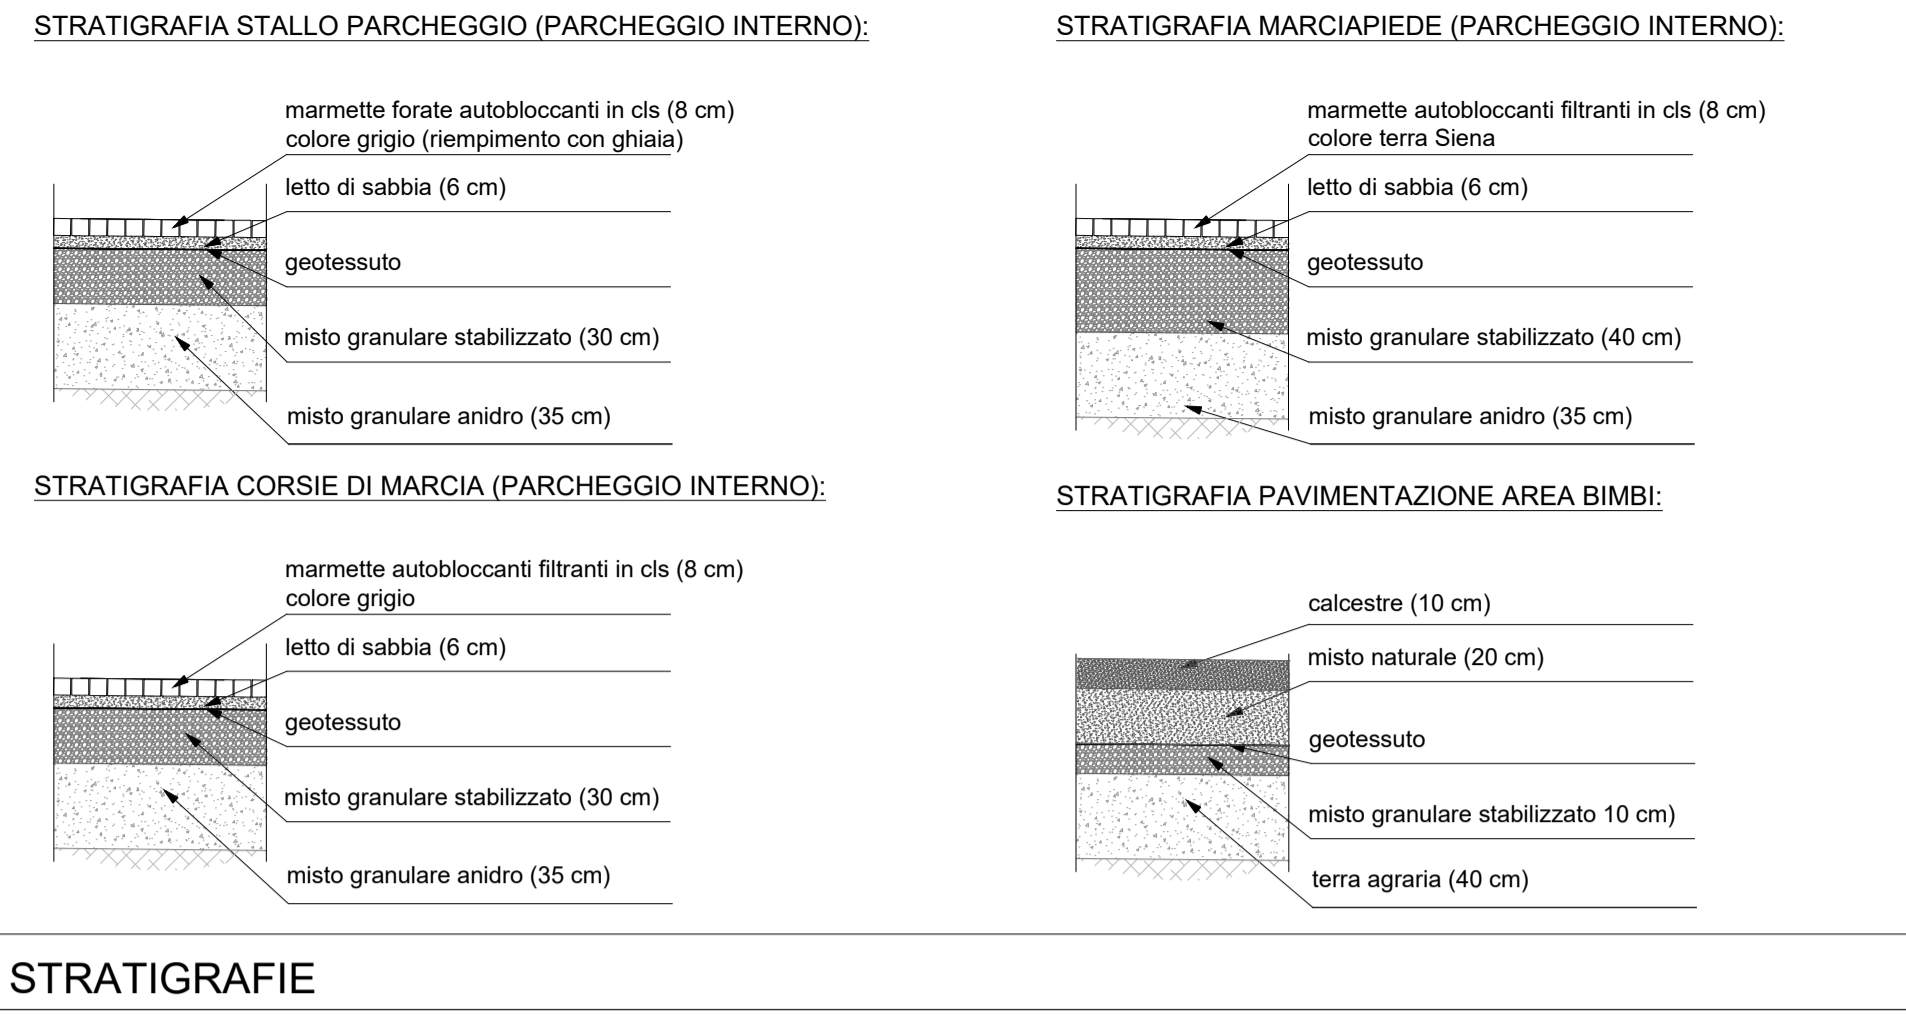 STRATIGRAFIA STALLO PARCHEGGIO (PARCHEGGIO INTERNO):
marmette forate autobloccanti in cls (8 cm)
colore grigio (riempimento con ghiaia)
letto di sabbia (6 cm)
geotessuto
misto granulare stabilizzato (30 cm)
misto granulare anidro (35 cm)
STRATIGRAFIA MARCIAPIEDE (PARCHEGGIO INTERNO):
marmette autobloccanti filtranti in cls (8 cm)
colore terra Siena
letto di sabbia (6 cm)
geotessuto
misto granulare stabilizzato (40 cm)
misto granulare anidro (35 cm)
STRATIGRAFIA CORSIE DI MARCIA (PARCHEGGIO INTERNO):
marmette autobloccanti filtranti in cls (8 cm)
colore grigio
letto di sabbia (6 cm)
geotessuto
misto granulare stabilizzato (30 cm)
misto granulare anidro (35 cm)
STRATIGRAFIA PAVIMENTAZIONE AREA BIMBI:
calcestre (10 cm)
misto naturale (20 cm)
geotessuto
misto granulare stabilizzato 10 cm)
terra agraria (40 cm)
STRATIGRAFIE